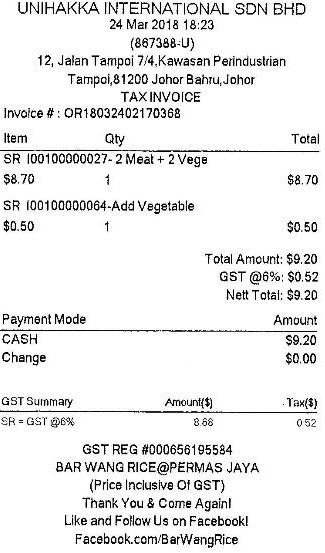 UNIHAKKA INTERNATIONAL SDN BHD
24 Mar 2018 18:23
(867388-U)
12, Jalan Tampoi 7/4,Kawasan Perindustrian
Tampoi,81200 Johor Bahru,Johor
TAX INVOICE
Invoice # : OR18032402170368
Item Qty Total
SR I00100000027- 2 Meat + 2 Vege
$8.70 1 $8.70
SR I00100000064-Add Vegetable
$0.50 1 $0.50
Total Amount: $9.20
GST @6%: $0.52
Nett Total: $9.20
Payment Mode Amount
CASH $9.20
Change $0.00
GST Summary Amount($) Tax($)
SR = GST @6% 8.68 0.52
GST REG #000656195584
BAR WANG RICE@PERMAS JAYA
(Price Inclusive Of GST)
Thank You & Come Again!
Like and Follow Us on Facebook!
Facebook.com/BarWangRice